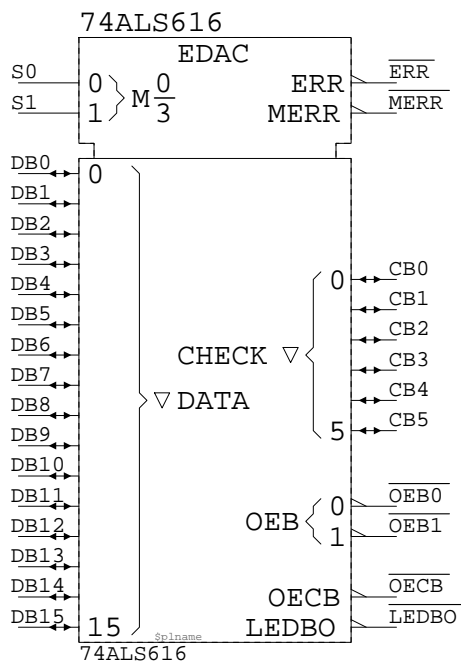 74ALS616
EDAC
S0 0 M 0 ERR ERR
S1 1 3 MERR MERR
DB0 0
DB1
DB2
DB3
0 CB0
DB4
CB1
DB5
CB2
DB6
CHECK ▽ CB3
DB7
CB4
DB8 ▽ DATA
5 CB5
DB9
DB10
DB11 0 OEB0
OEB
DB12 1 OEB1
DB13
DB14 OECB OECB
DB15 15 LEDBO LEDBO
$plname
74ALS616